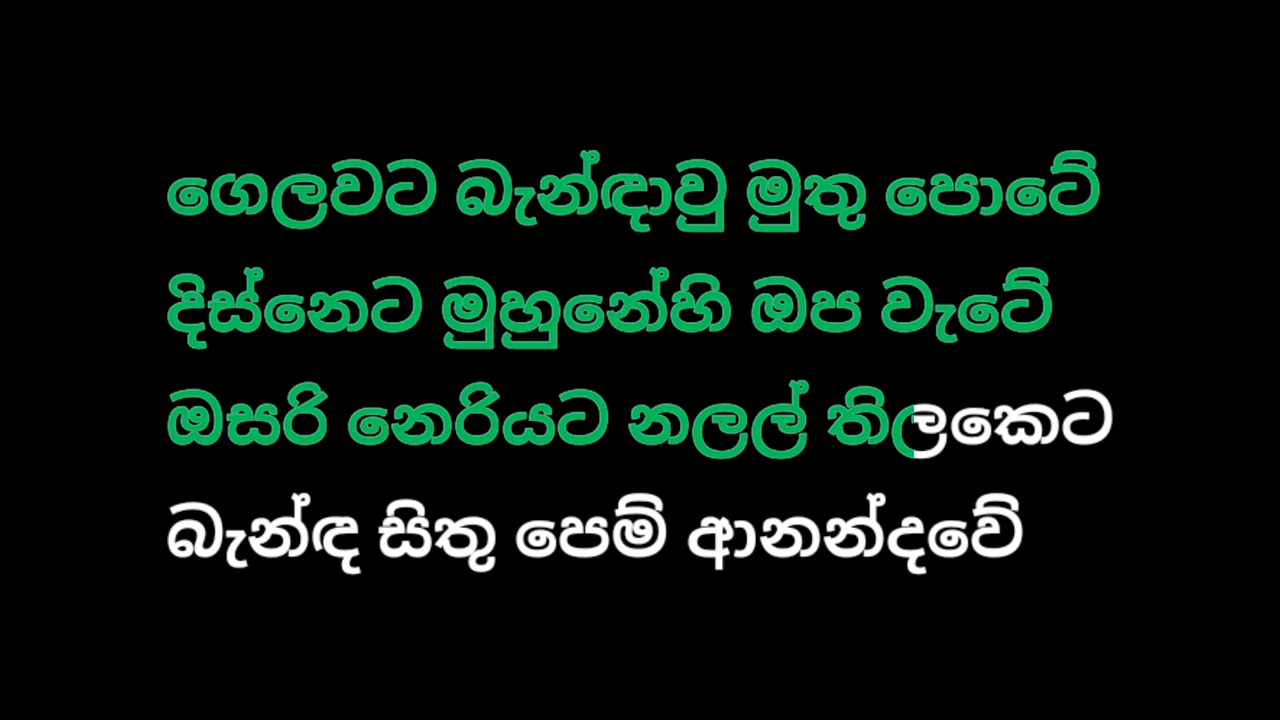 ගෙලවට බැන්ඳාවු මුතු පොටේ
දිස්නෙට මුහුනේහි ඔප වැටේ
ඔසරි නෙරියට නලල් තිලකෙට
බැන්ඳ සිතු පෙම් ආනන්දවේ